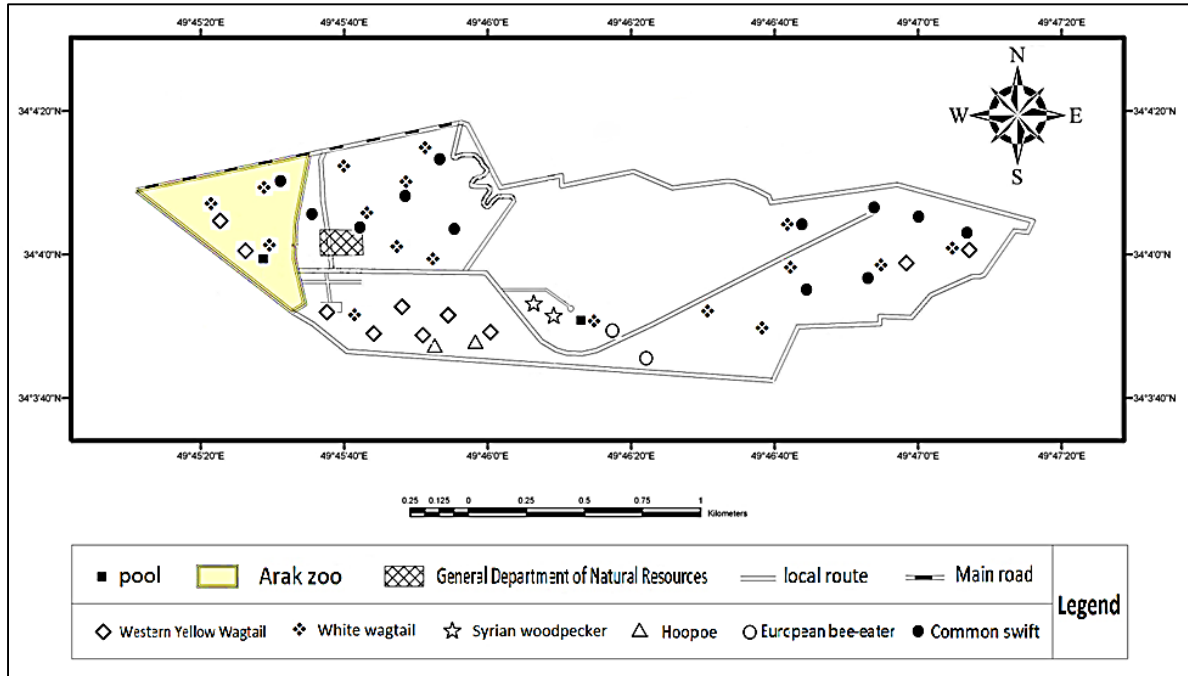 49°45'20"E 49°45'40"E 49°46'0"E 49°46'20"E 49°46'40"E 49°47'0"E 49°47'20"E
N
34°4'20"N 34°4'20"N
W E
S
34°4'0"N 34°4'0"N
34°3'40"N 34°3'40"N
49°45'20"E 49°45'40"E 49°46'0"E 49°46'20"E 49°46'40"E 49°47'0"E 49°47'20"E
0.25 0.125 0 0.25 0.5 0.75 1
Kilometers
pool Arak zoo General Department of Natural Resources local route Main road
Legend
Western Yellow Wagtail White wagtail Syrian woodpecker Hoopoe European bee-eater Common swift